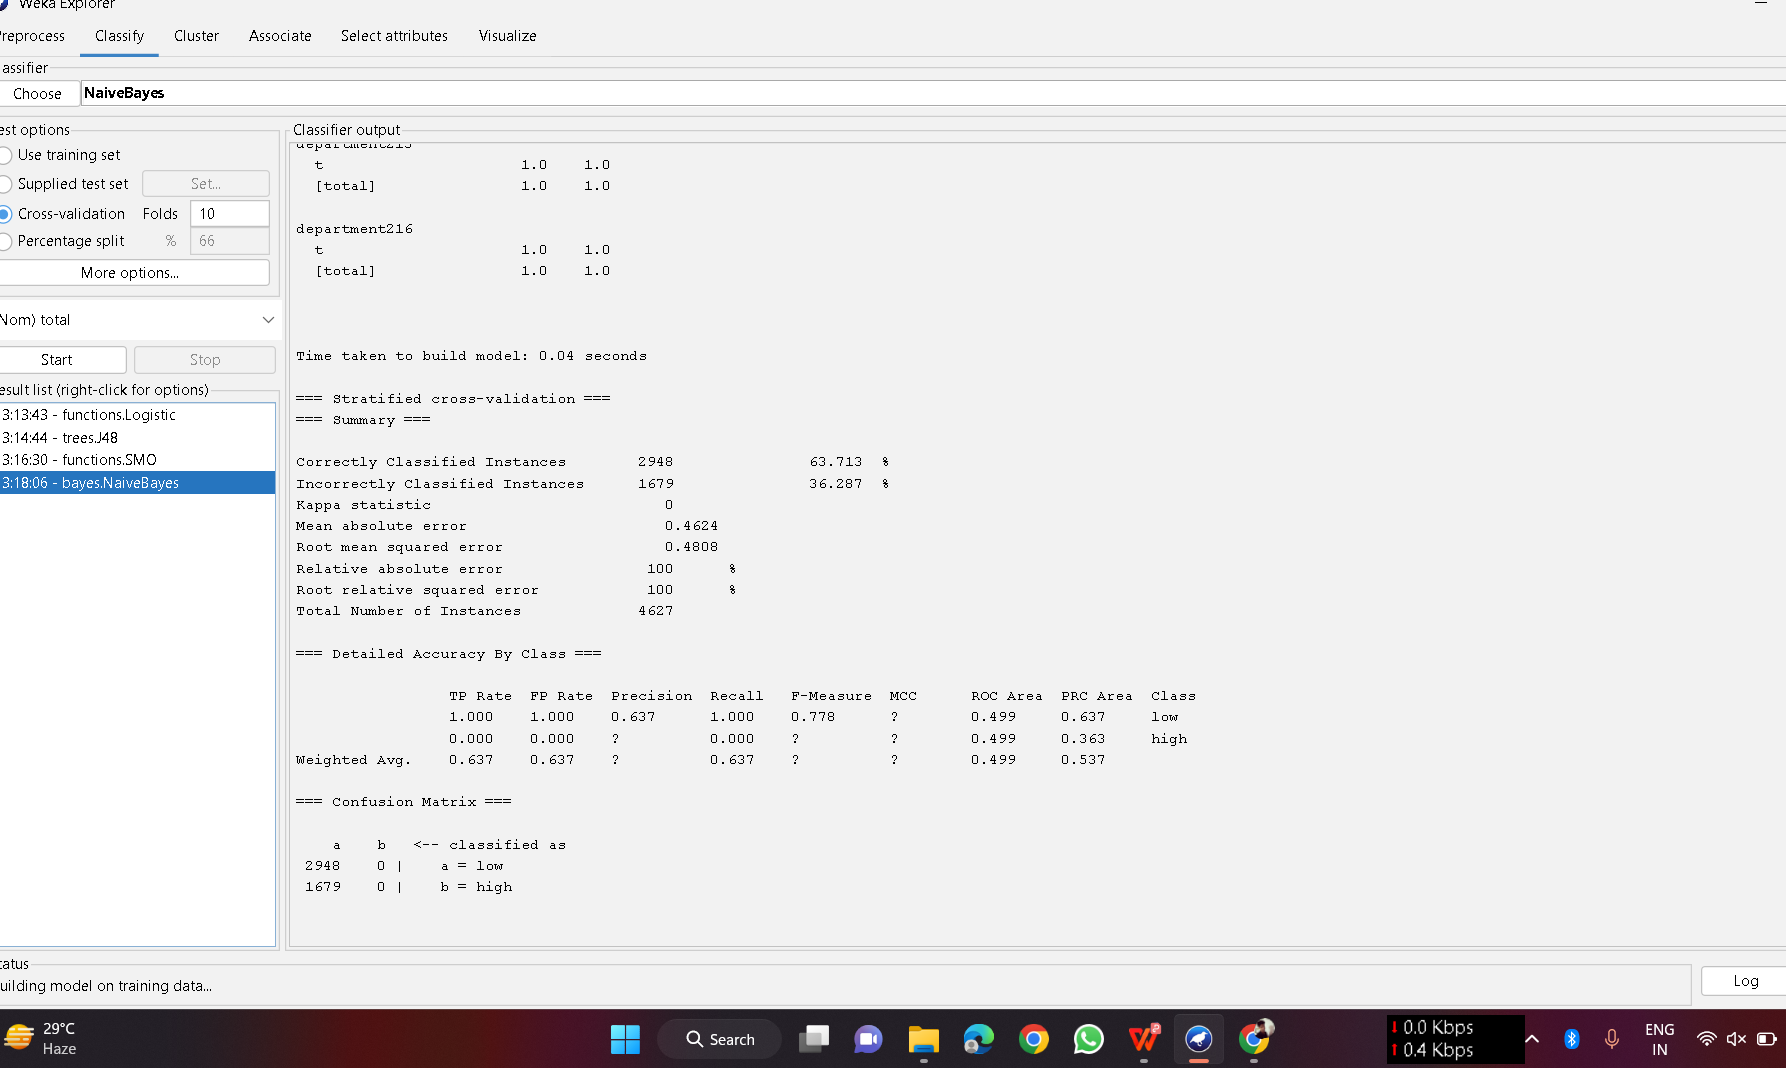 Weka Explorer
Preprocess Classify Cluster Associate Select attributes Visualize
assifier
Choose NaiveBayes
est options
Use training set
Supplied test set Set...
Cross-validation Folds 10
Percentage split % 66
More options...
Nom) total
Start Stop
esult list (right-click for options)
3:13:43 - functions.Logistic
3:14:44 - trees.J48
3:16:30 - functions.SMO
3:18:06 - bayes.NaiveBayes
Classifier output
department215
t 1.0 1.0
[total] 1.0 1.0
department216
t 1.0 1.0
[total] 1.0 1.0
Time taken to build model: 0.04 seconds
=== Stratified cross-validation ===
=== Summary ===
Correctly Classified Instances 2948 63.713 %
Incorrectly Classified Instances 1679 36.287 %
Kappa statistic 0
Mean absolute error 0.4624
Root mean squared error 0.4808
Relative absolute error 100 %
Root relative squared error 100 %
Total Number of Instances 4627
=== Detailed Accuracy By Class ===
TP Rate FP Rate Precision Recall F-Measure MCC ROC Area PRC Area Class
1.000 1.000 0.637 1.000 0.778 ? 0.499 0.637 low
0.000 0.000 ? 0.000 ? ? 0.499 0.363 high
Weighted Avg. 0.637 0.637 ? 0.637 ? ? 0.499 0.537
=== Confusion Matrix ===
a b <-- classified as
2948 0 | a = low
1679 0 | b = high
tatus
uilding model on training data...
Log
29°C
Haze
Search
0.0 Kbps
0.4 Kbps
ENG
IN